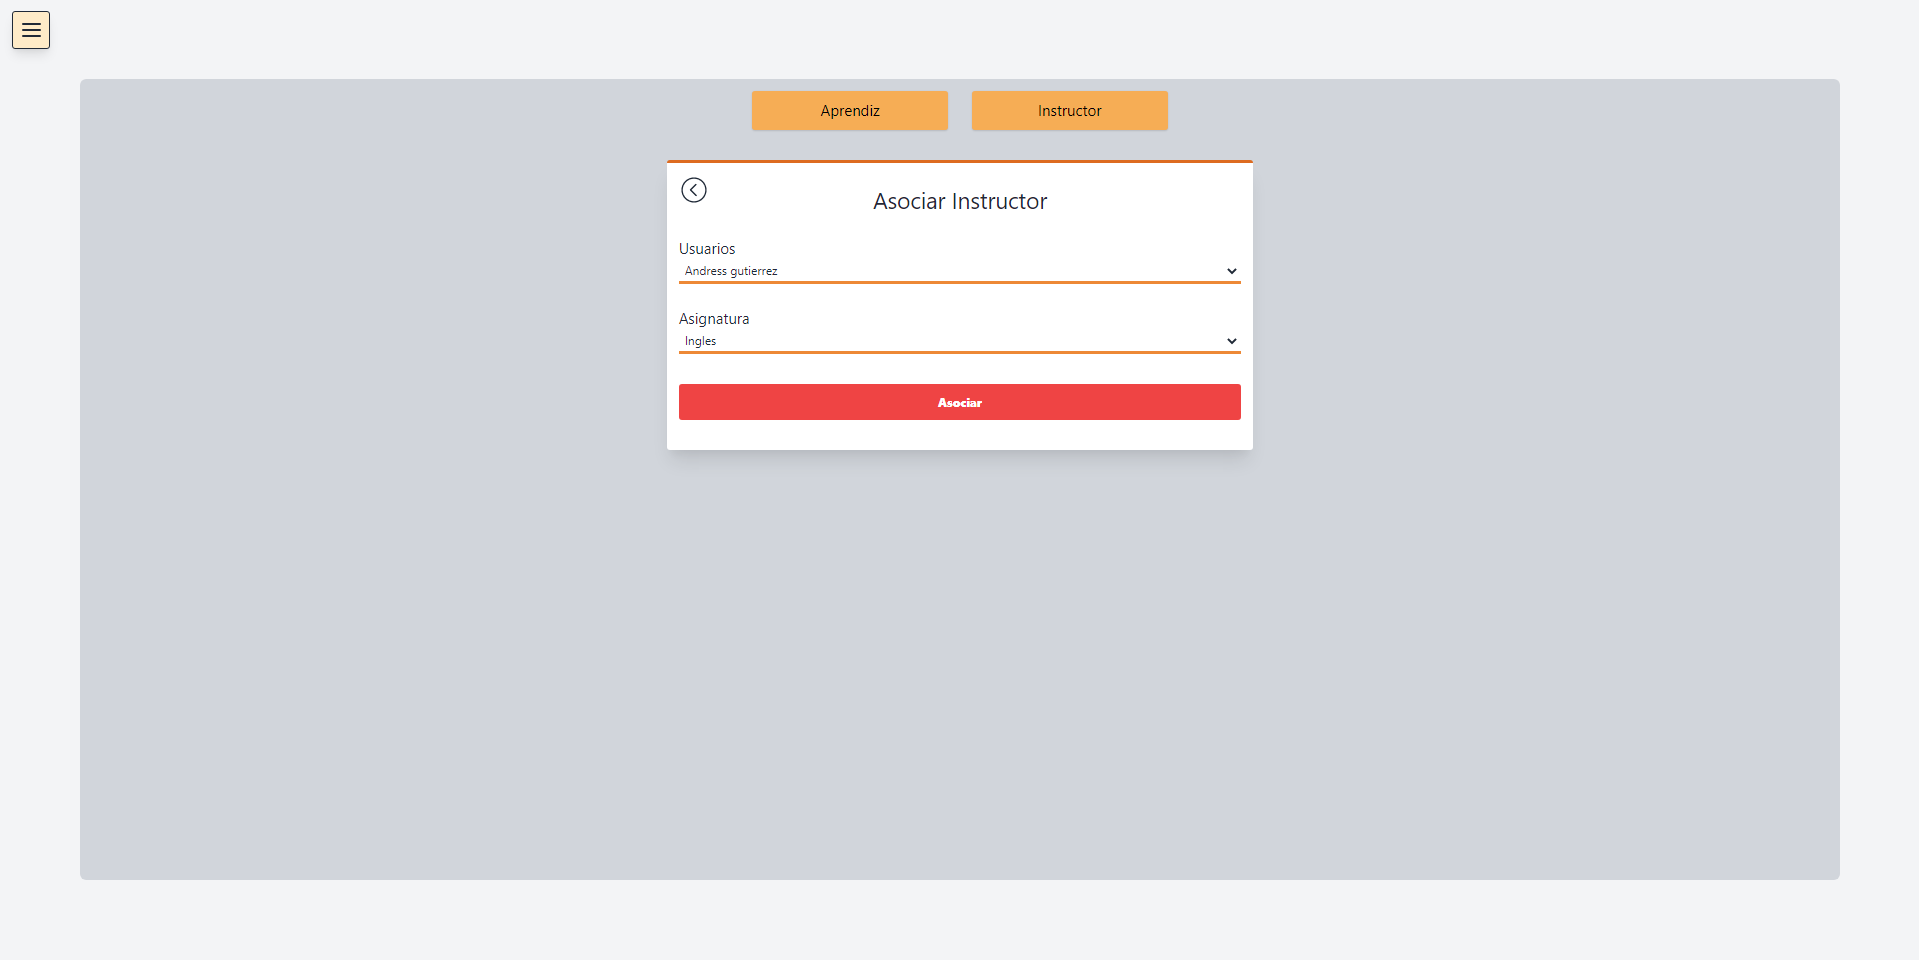 Aprendiz
Instructor
Asociar Instructor
Usuarios
Andress gutierrez
Asignatura
Ingles
Asociar